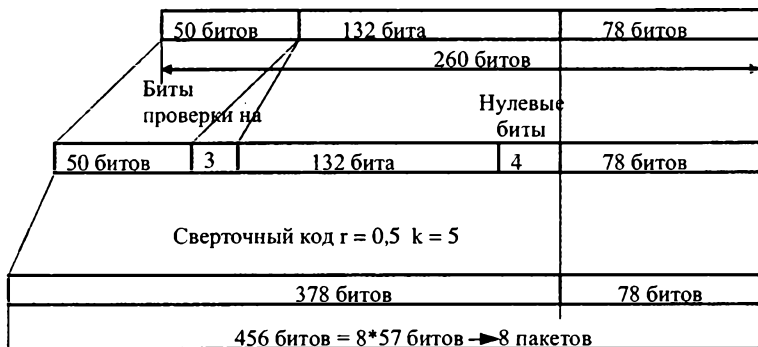 50 битов 132 бита 78 битов
260 битов
Биты
проверки на
Нулевые
биты
50 битов 3 132 бита 4 78 битов
Сверточный код r = 0,5 k = 5
378 битов 78 битов
456 битов = 8*57 битов → 8 пакетов